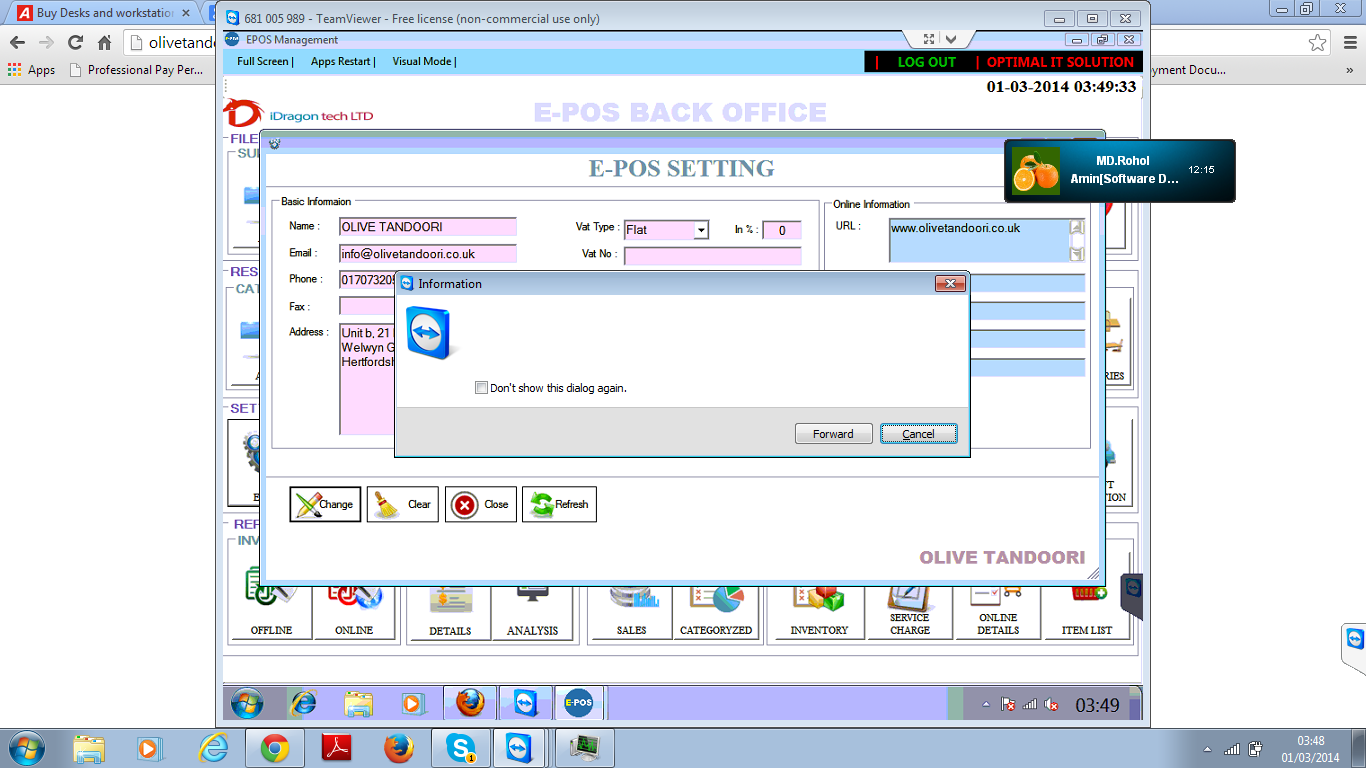 Buy Desks and workstation
olivetando
Apps
Professional Pay Per...
yment Docu...
»
681 005 989 - TeamViewer - Free license (non-commercial use only)
EPOS Management
Full Screen |
Apps Restart |
Visual Mode |
| LOG OUT
| OPTIMAL IT SOLUTION
01-03-2014 03:49:33
iDragon tech LTD
E-POS BACK OFFICE
FILE
SU
E-POS SETTING
MD.Rohol
Amin[Software D...
12:15
Basic Informaion
Name :
OLIVE TANDOORI
Email :
info@olivetandoori.co.uk
Phone :
017073205
Fax :
Address :
Unit b, 21
Welwyn G
Hertfordsh
Vat Type :
Flat
In % :
0
Vat No :
Online Information
URL :
www.olivetandoori.co.uk
RES
CAT
RIES
Information
Don't show this dialog again.
Forward
Cancel
SET
E
TION
Change
Clear
Close
Refresh
REP
INV
OLIVE TANDOORI
OFFLINE
ONLINE
DETAILS
ANALYSIS
SALES
CATEGORYZED
INVENTORY
SERVICE
CHARGE
ONLINE
DETAILS
ITEM LIST
E-POS
03:49
1
03:48
01/03/2014